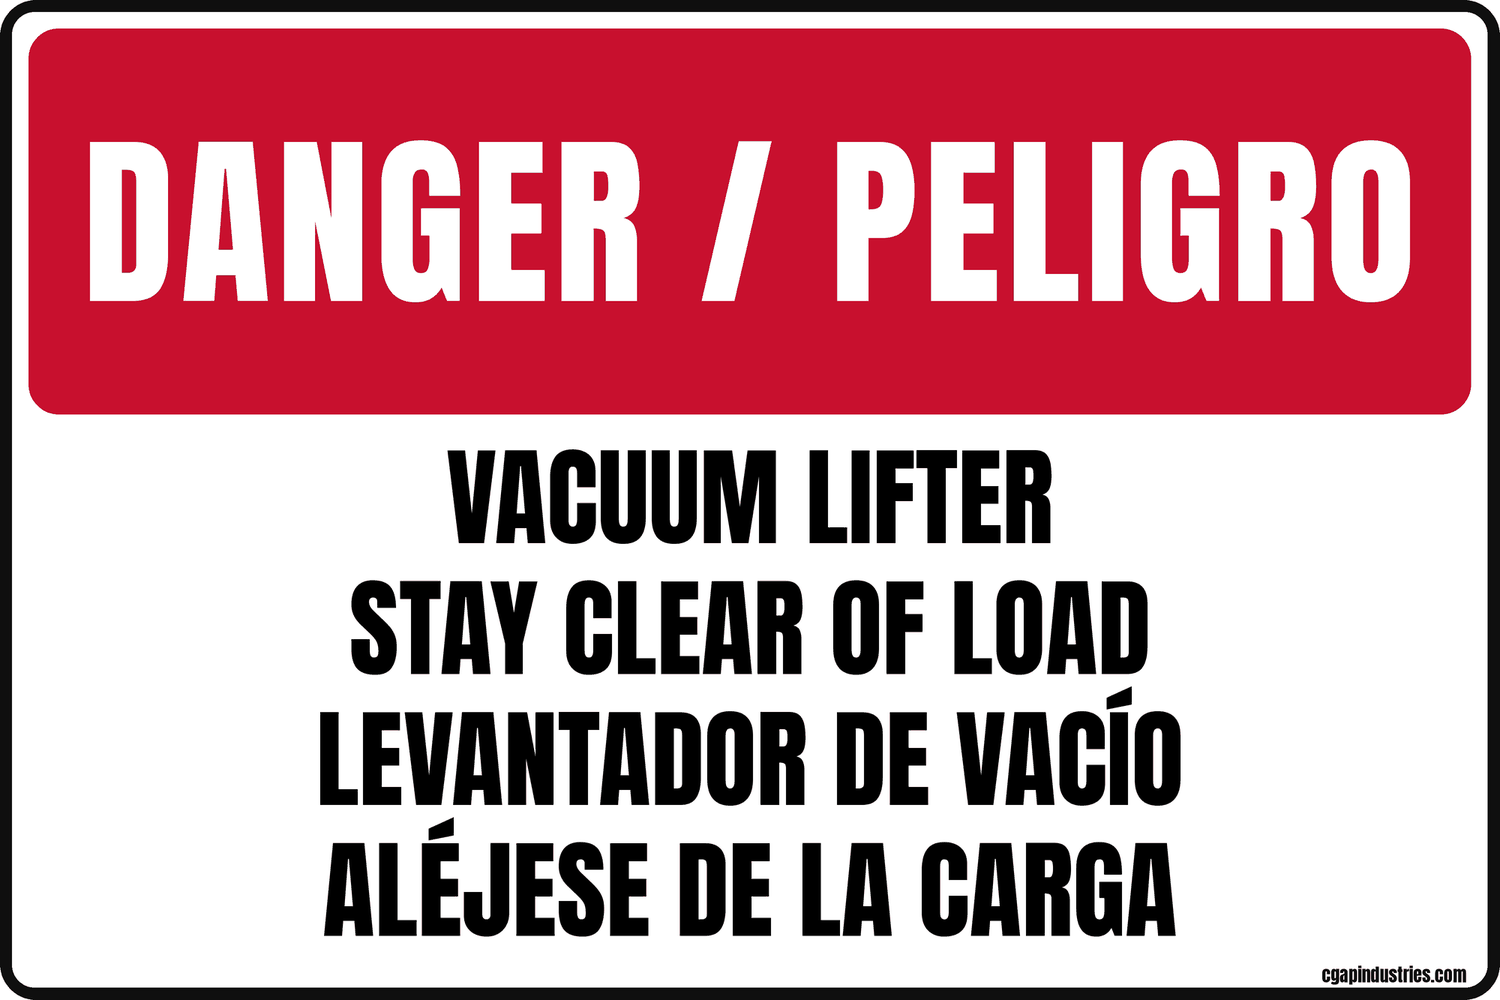 DANGER / PELIGRO
VACUUM LIFTER
STAY CLEAR OF LOAD
LEVANTADOR DE VACÍO
ALÉJESE DE LA CARGA
cgapindustries.com